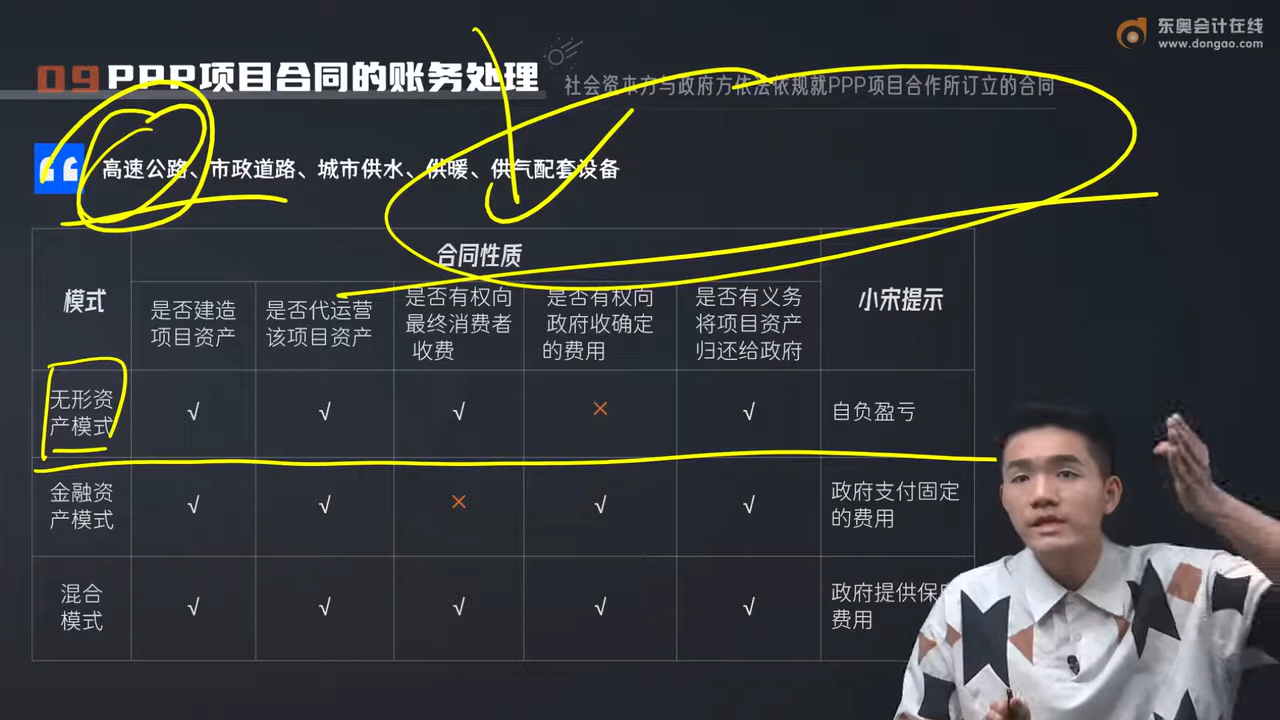 东奥会计在线
www.dongao.com
09 PPP项目合同的账务处理
社会资本方与政府方依法依规就PPP项目合作所订立的合同
高速公路、市政道路、城市供水、供暖、供气配套设备
模式
合同性质
小宋提示
是否建造
项目资产
是否代运营
该项目资产
是否有权向
最终消费者
收费
是否有权向
政府收确定
的费用
是否有义务
将项目资产
归还给政府
无形资
产模式
√
√
√
×
√
自负盈亏
金融资
产模式
√
√
×
√
√
政府支付固定
的费用
混合
模式
√
√
√
√
√
政府提供保
费用